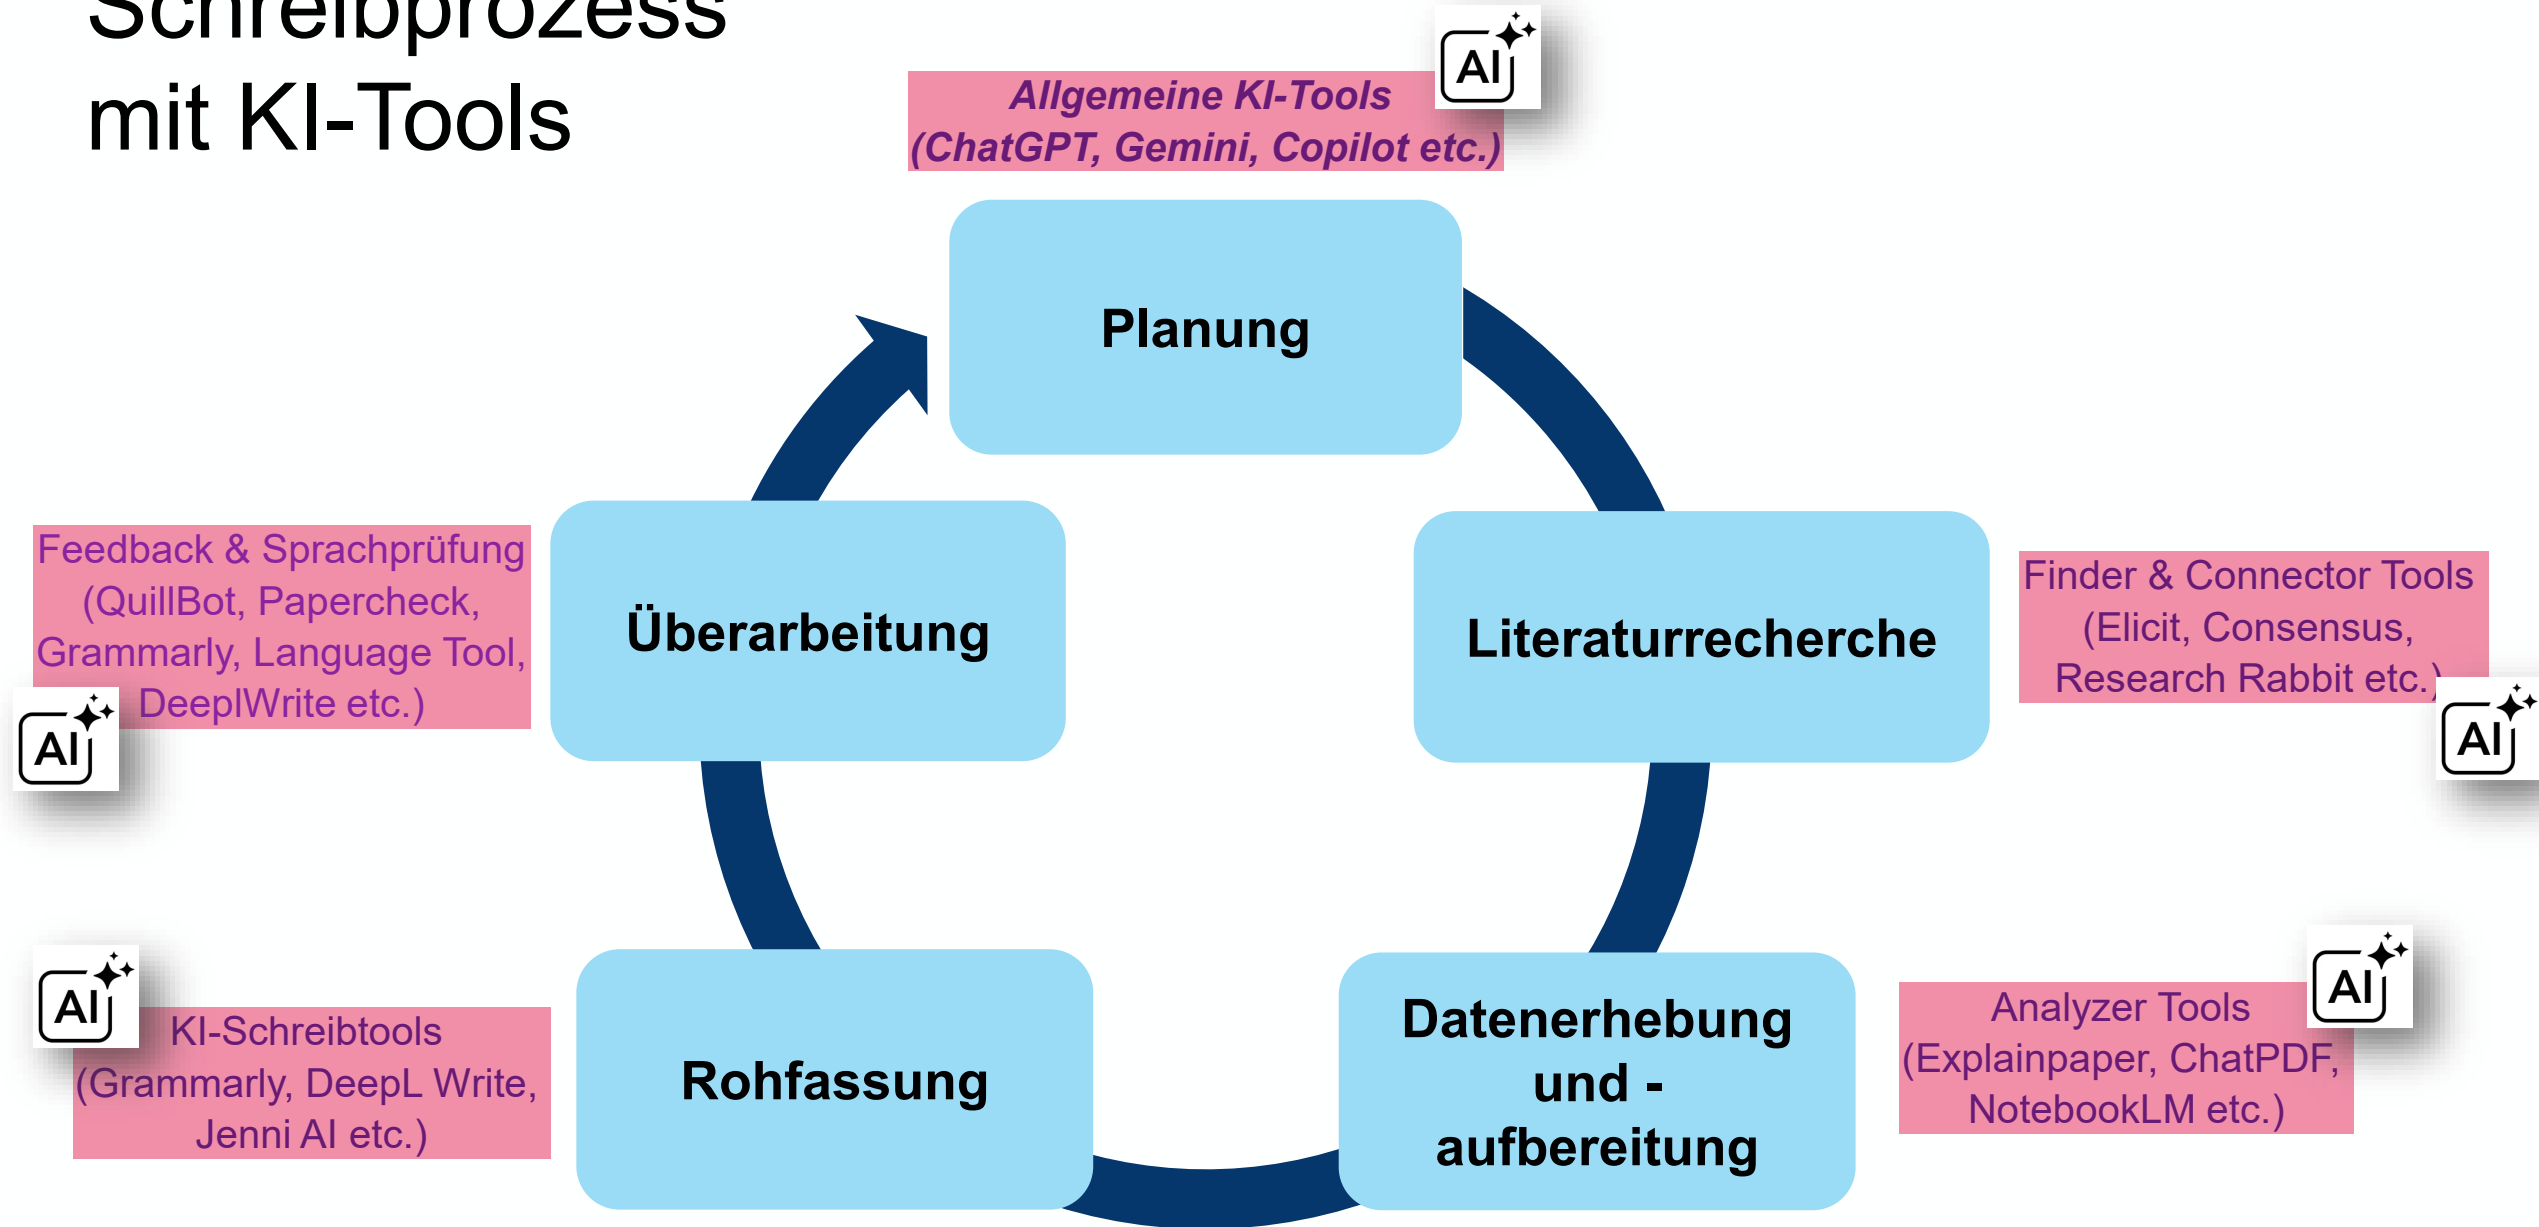 Schreibprozess
mit KI-Tools
AI
Allgemeine KI-Tools
(ChatGPT, Gemini, Copilot etc.)
Planung
Feedback & Sprachprüfung
(QuillBot, Papercheck,
Grammarly, Language Tool,
DeeplWrite etc.)
AI
Überarbeitung
Literaturrecherche
Finder & Connector Tools
(Elicit, Consensus,
Research Rabbit etc.)
AI
AI
KI-Schreibtools
(Grammarly, DeepL Write,
Jenni AI etc.)
Rohfassung
Datenerhebung
und -
aufbereitung
AI
Analyzer Tools
(Explainpaper, ChatPDF,
NotebookLM etc.)